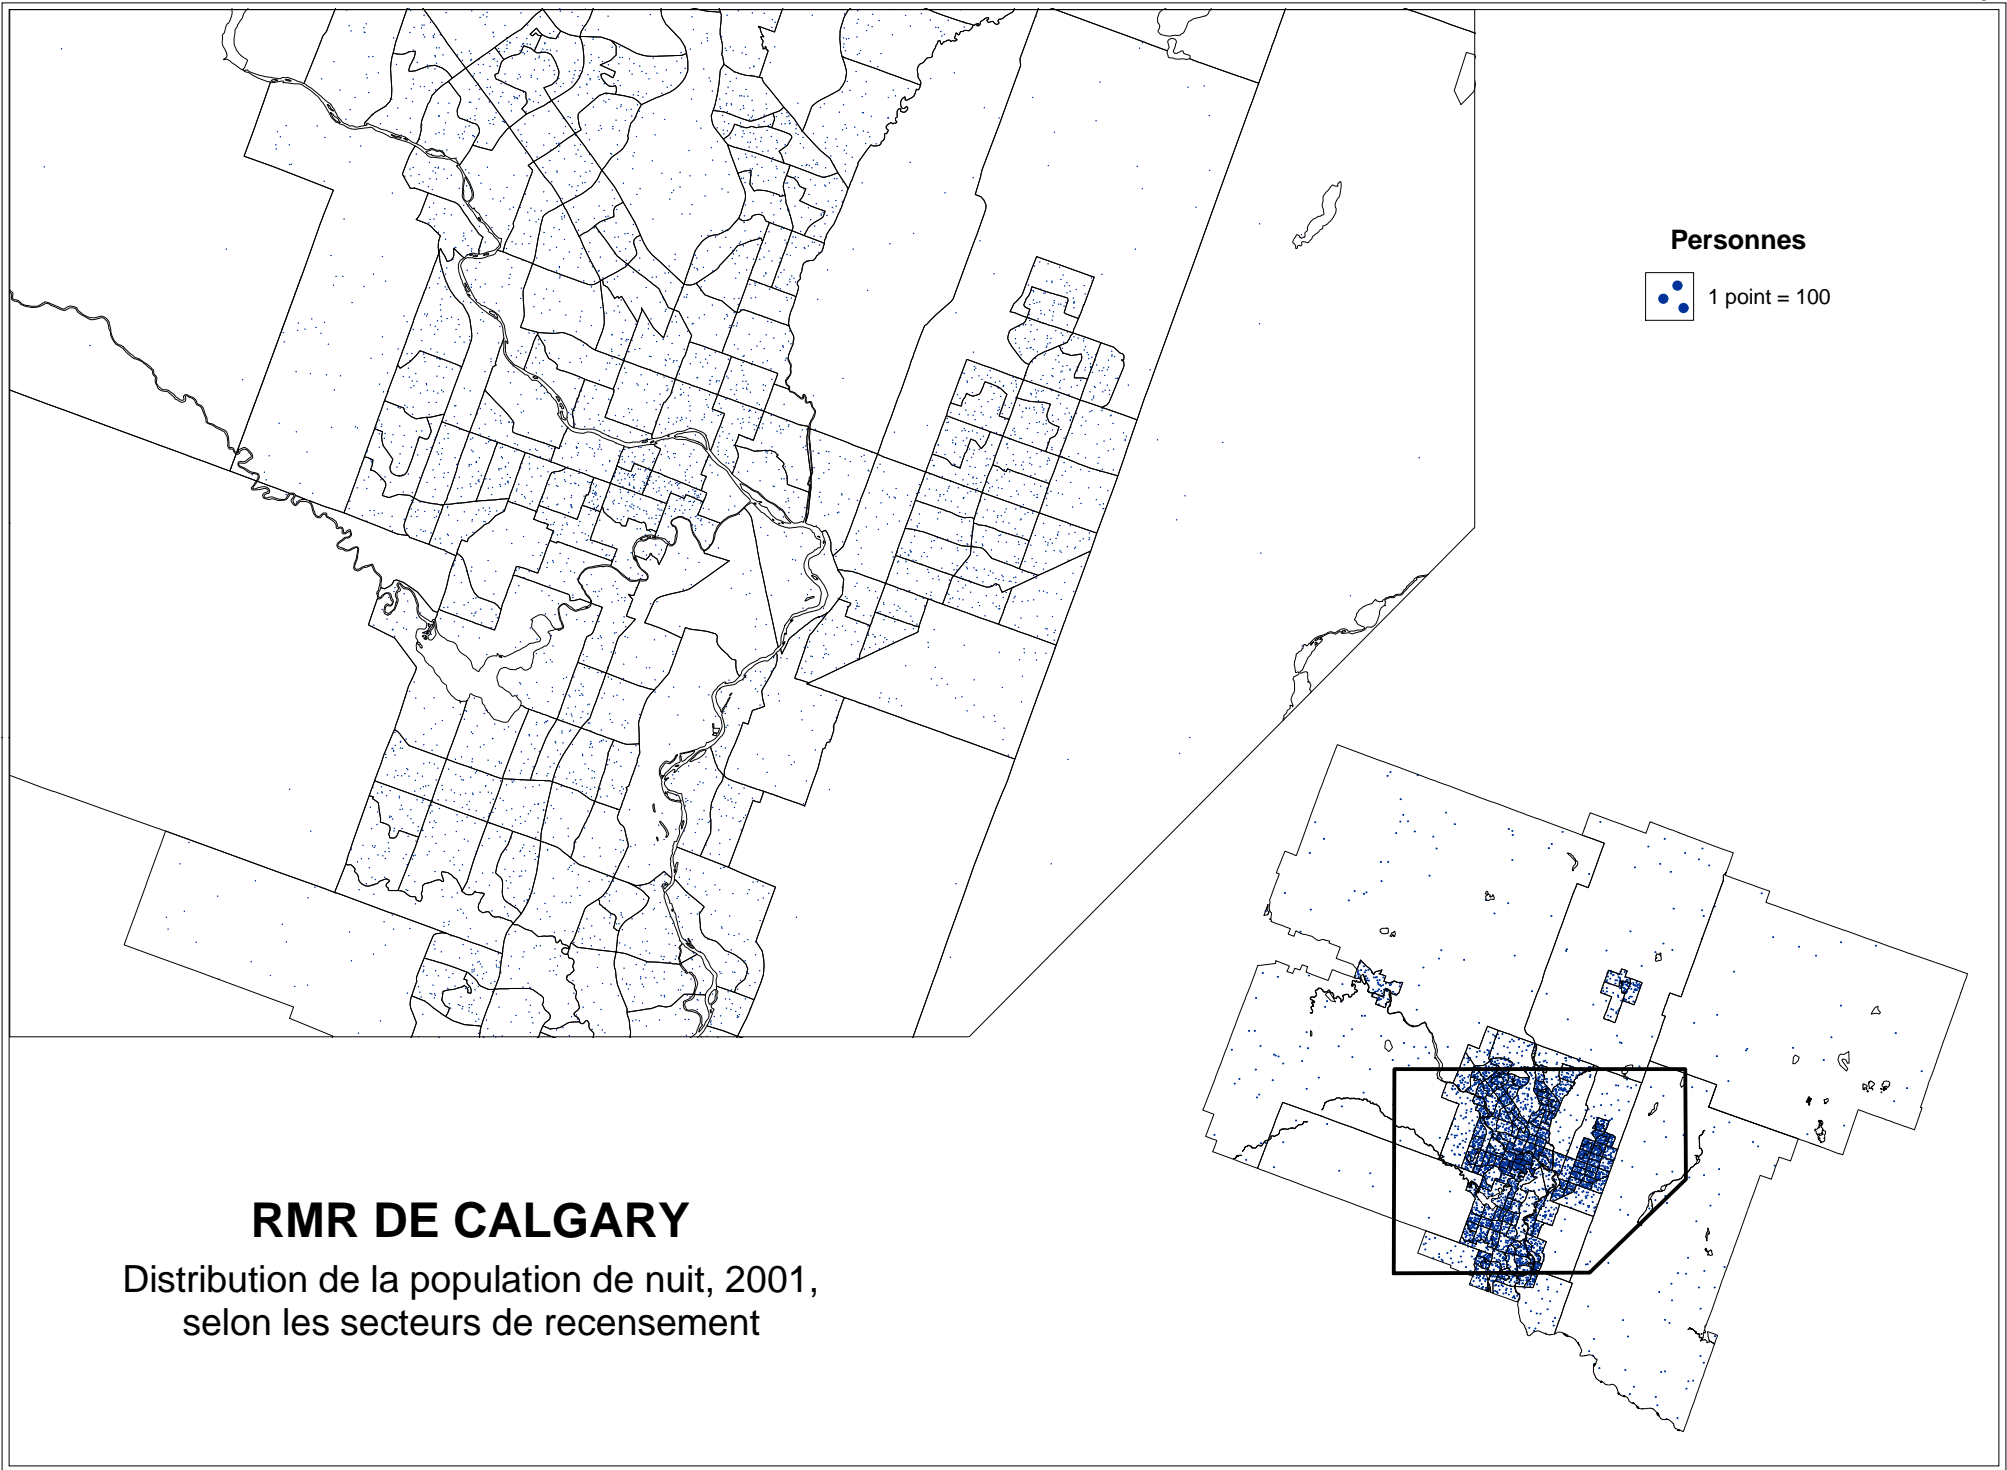 Personnes
1 point = 100
RMR DE CALGARY
Distribution de la population de nuit, 2001,
selon les secteurs de recensement